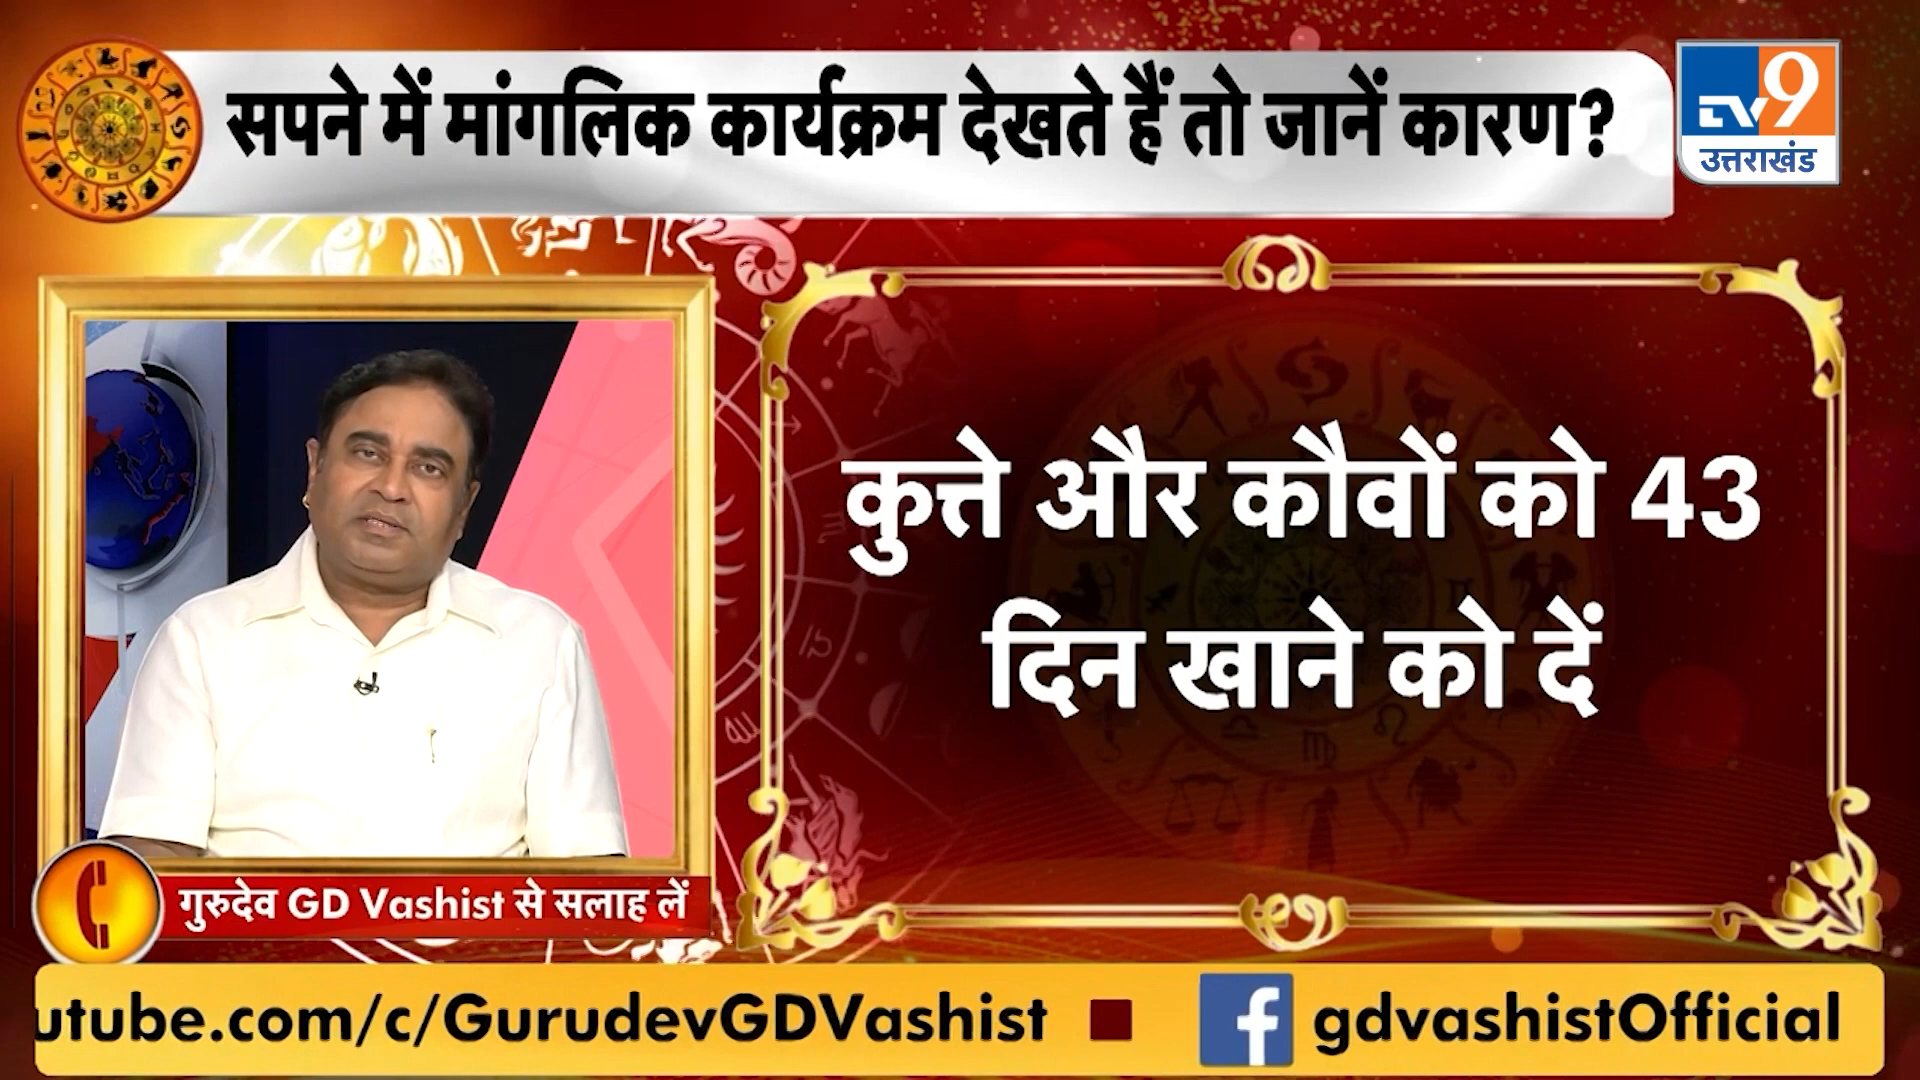 सपने में मांगलिक कार्यक्रम देखते हैं तो जानें कारण?
TV9
उत्तराखंड
कुत्ते और कौवों को 43
दिन खाने को दें
गुरुदेव GD Vashist से सलाह लें
utube.com/c/GurudevGDVashist
gdvashistOfficial